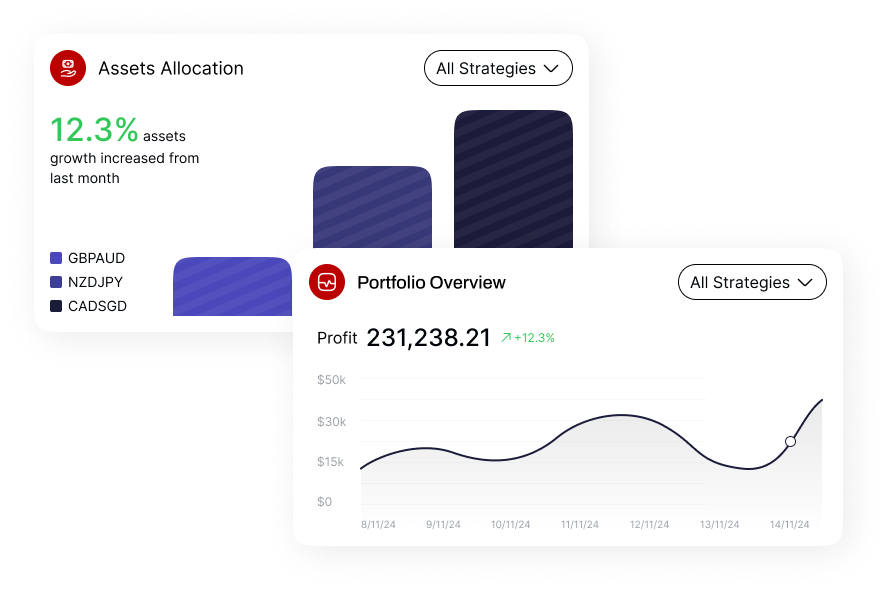 Assets Allocation
All Strategies
12.3% assets
growth increased from
last month
GBPAUD
NZDJPY
CADSGD
Portfolio Overview
All Strategies
Profit 231,238.21 +12.3%
$50k
$30k
$15k
$0
8/11/24 9/11/24 10/11/24 11/11/24 12/11/24 13/11/24 14/11/24